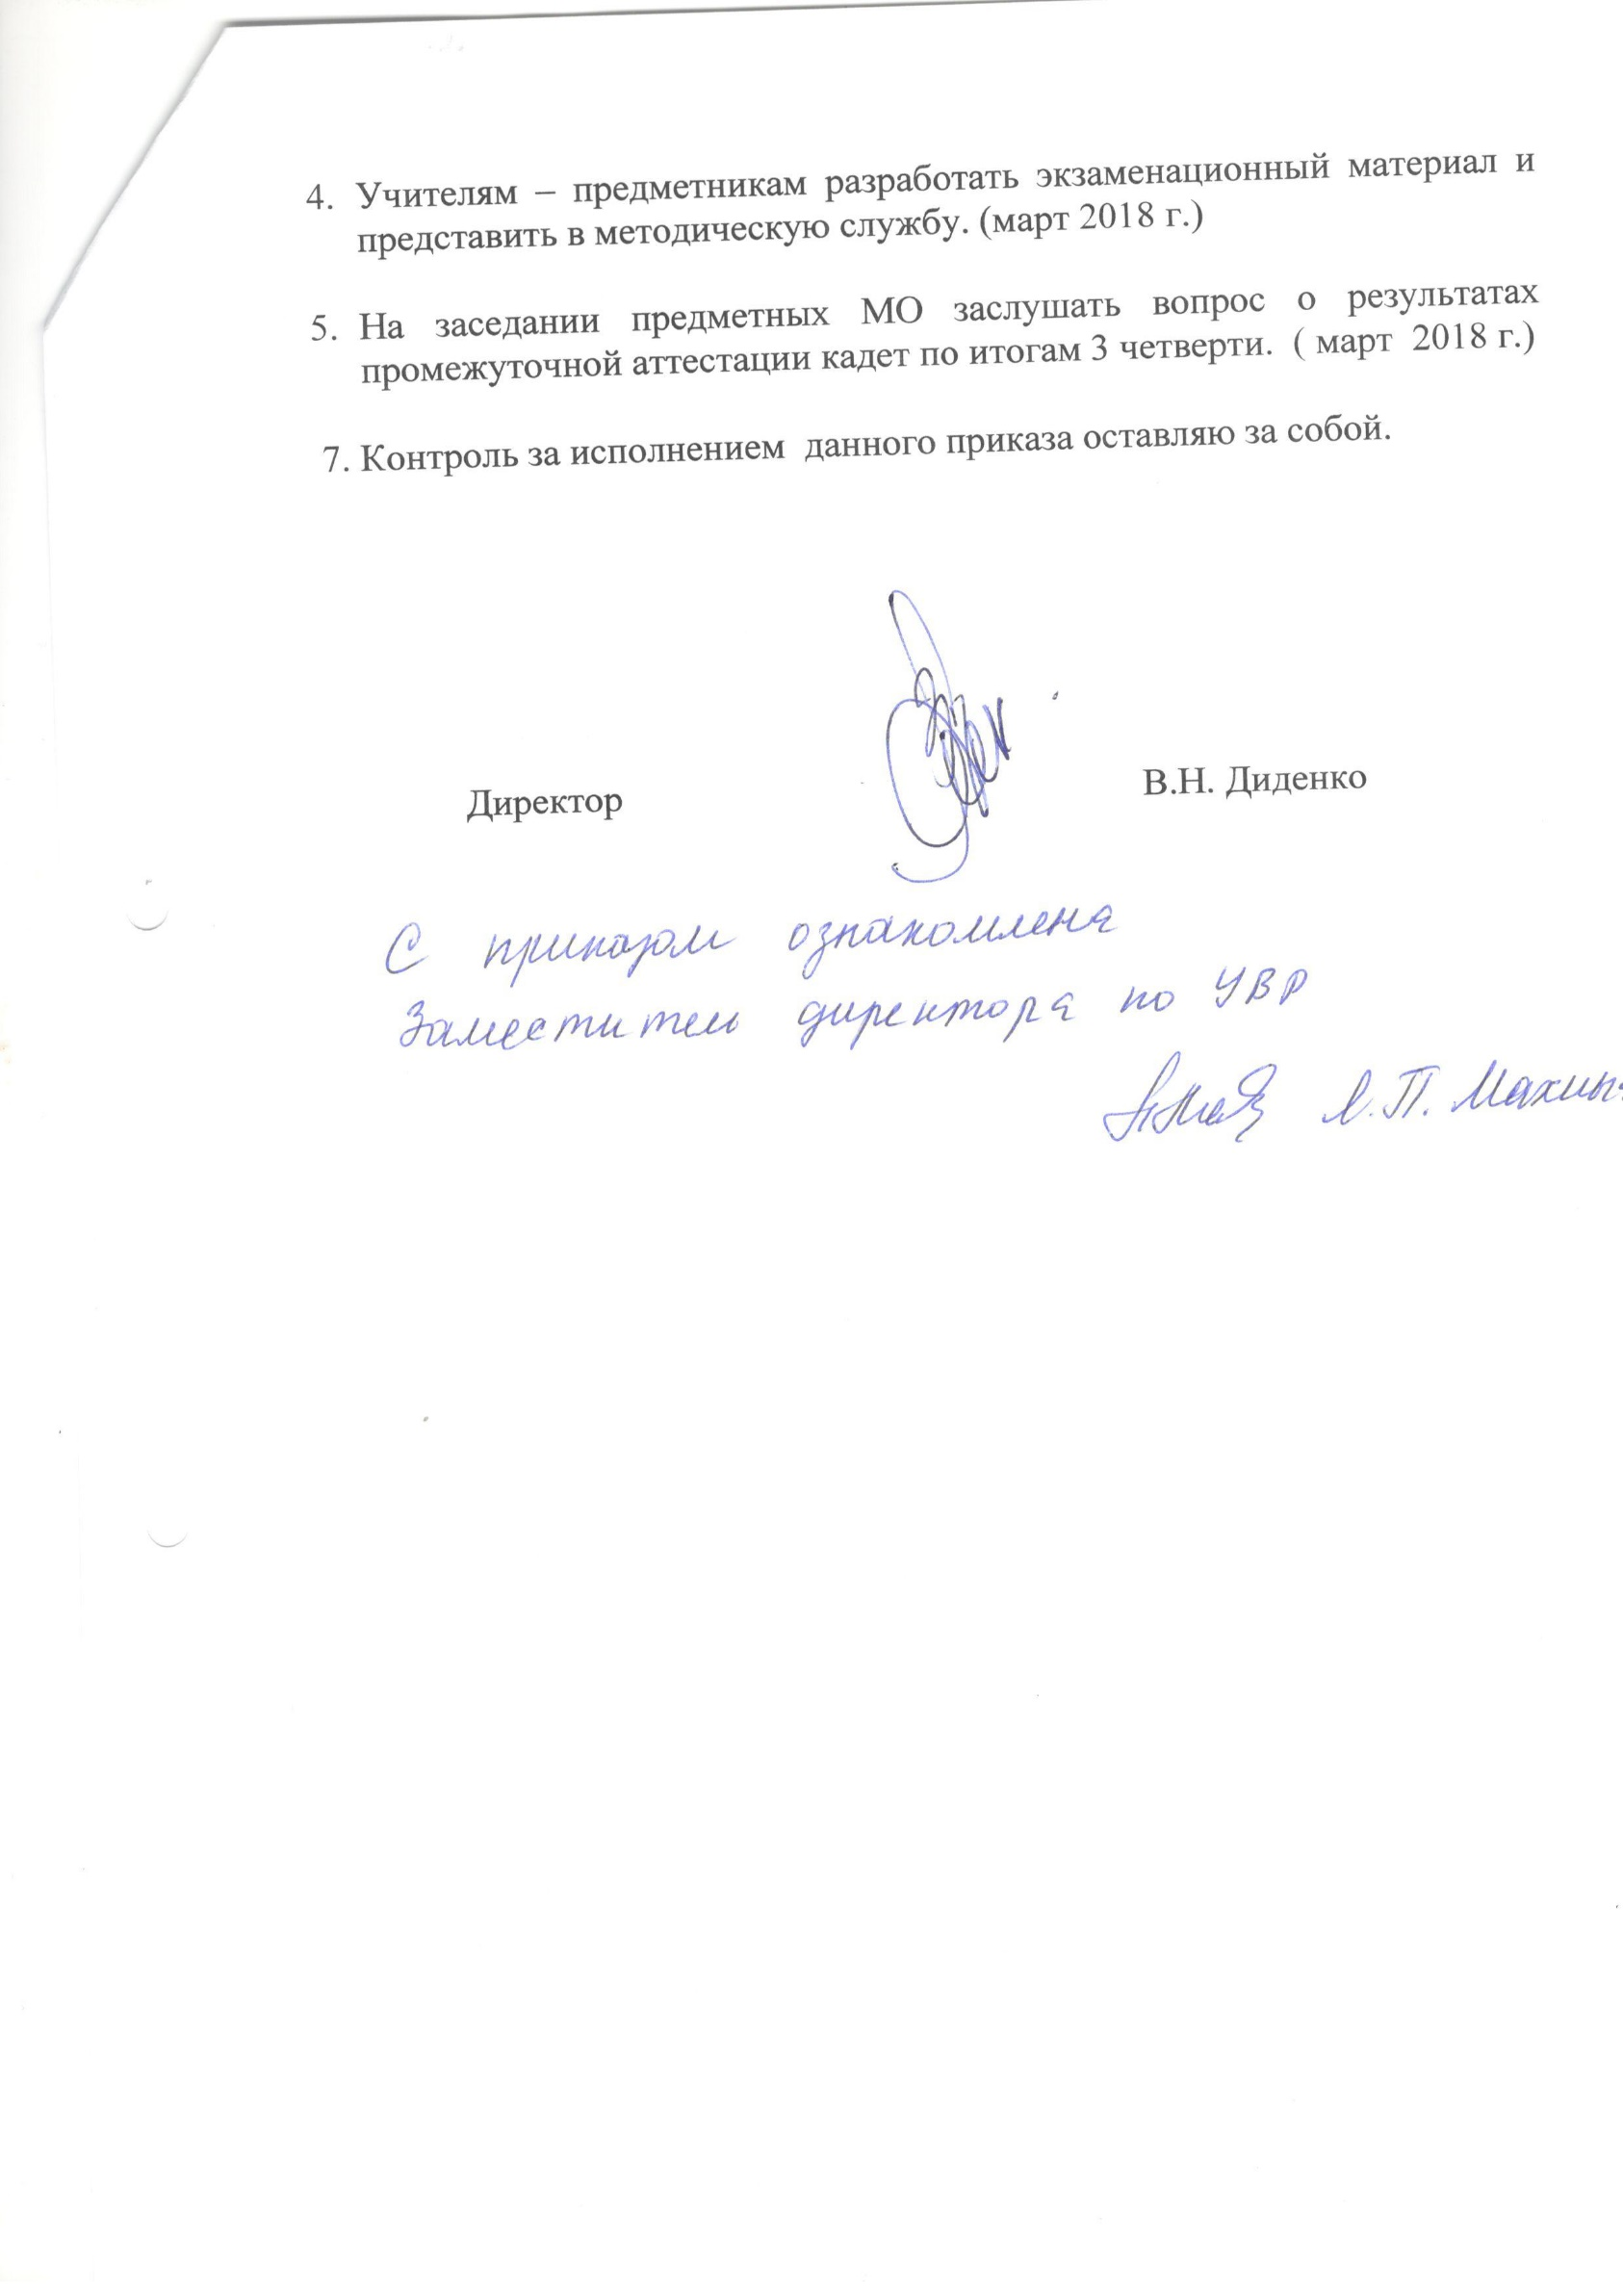 4. Учителям – предметникам разработать экзаменационный материал и
представить в методическую службу. (март 2018 г.)
5. На заседании предметных МО заслушать вопрос о результатах
промежуточной аттестации кадет по итогам 3 четверти. ( март 2018 г.)
7. Контроль за исполнением данного приказа оставляю за собой.
Директор В.Н. Диденко
С приказом ознакомлена
Заместитель директора по УВР
Л.П.